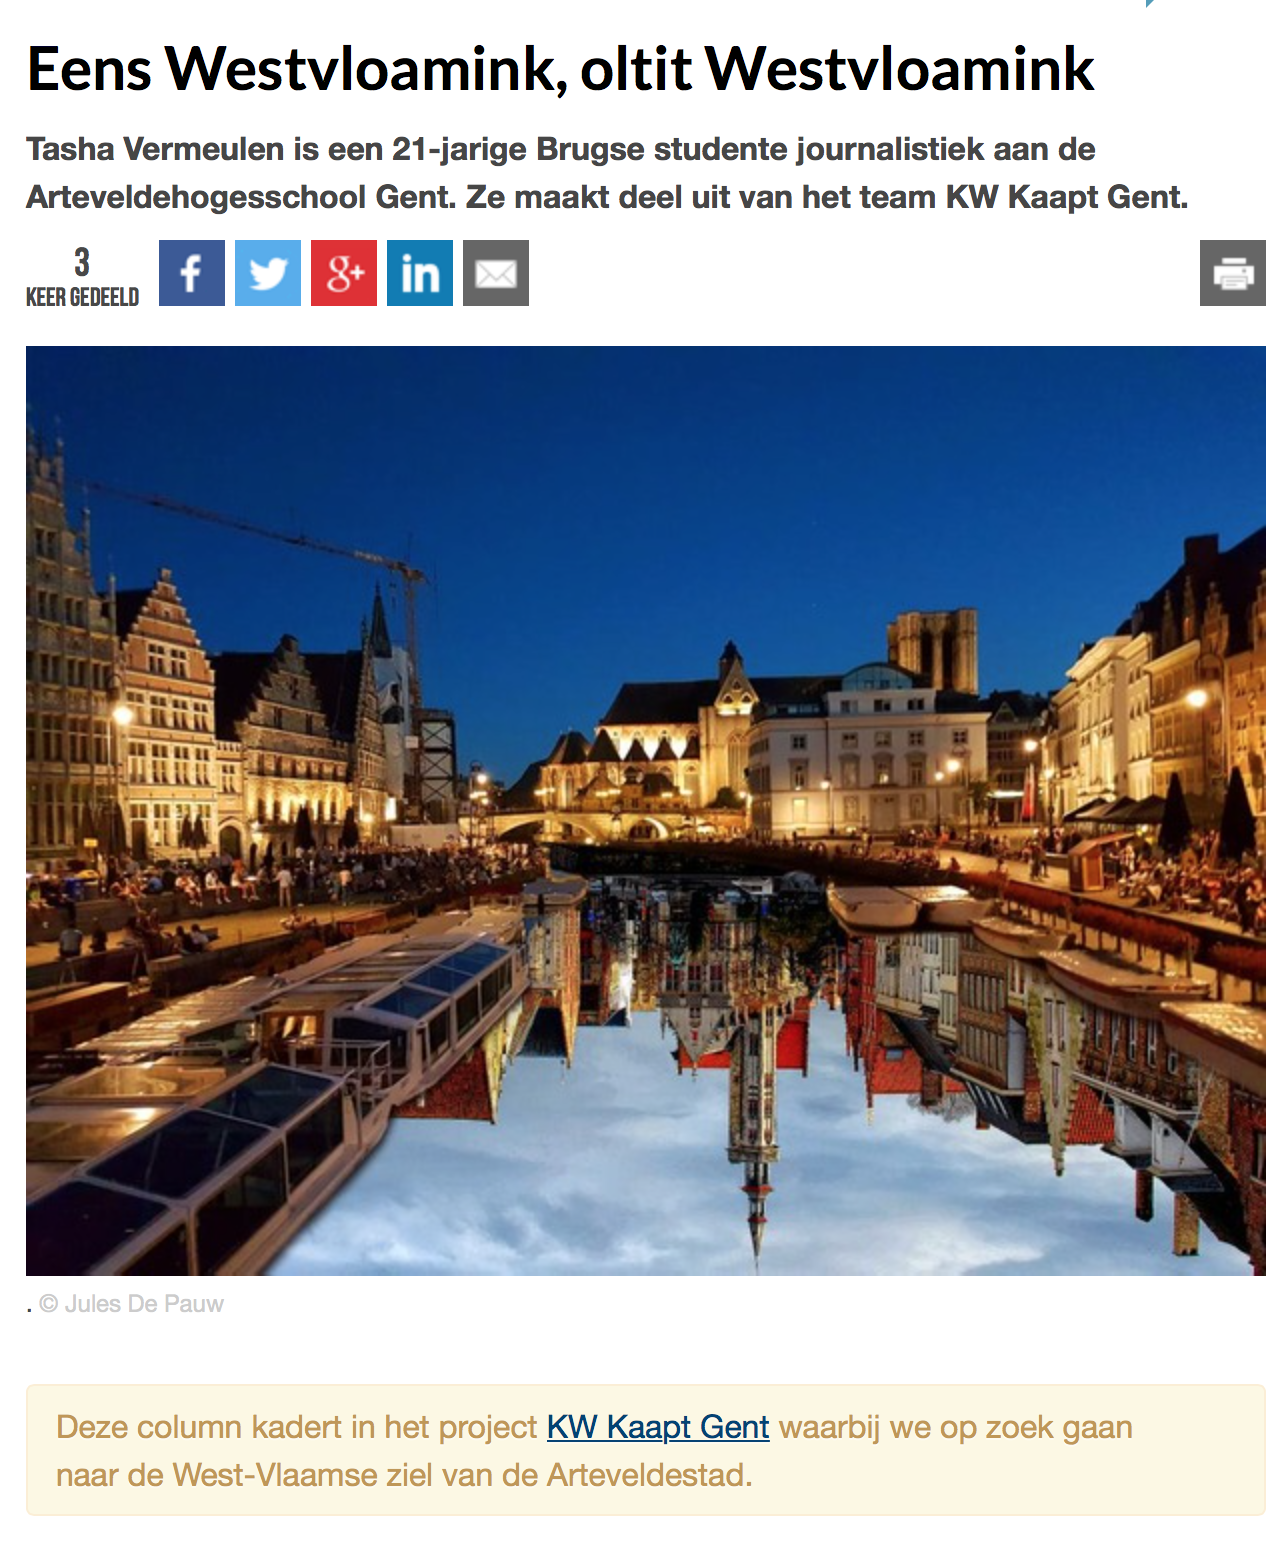 Eens Westvloamink, oltit Westvloamink
Tasha Vermeulen is een 21-jarige Brugse studente journalistiek aan de
Arteveldehogesschool Gent. Ze maakt deel uit van het team KW Kaapt Gent.
3
KEER GEDEELD
f
g+
in
. © Jules De Pauw
Deze column kadert in het project KW Kaapt Gent waarbij we op zoek gaan
naar de West-Vlaamse ziel van de Arteveldestad.